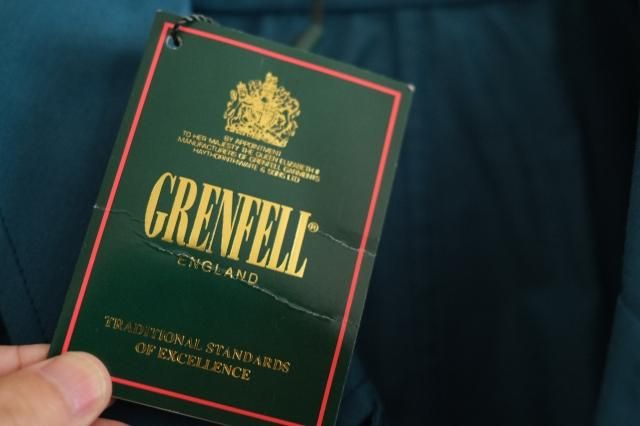 BY APPOINTMENT
TO HER MAJESTY THE QUEEN ELIZABETH II
MANUFACTURERS OF GRENFELL GARMENTS
HAYTHORNTHWAITE & SONS LTD
GRENFELL®
ENGLAND
TRADITIONAL STANDARDS
OF EXCELLENCE